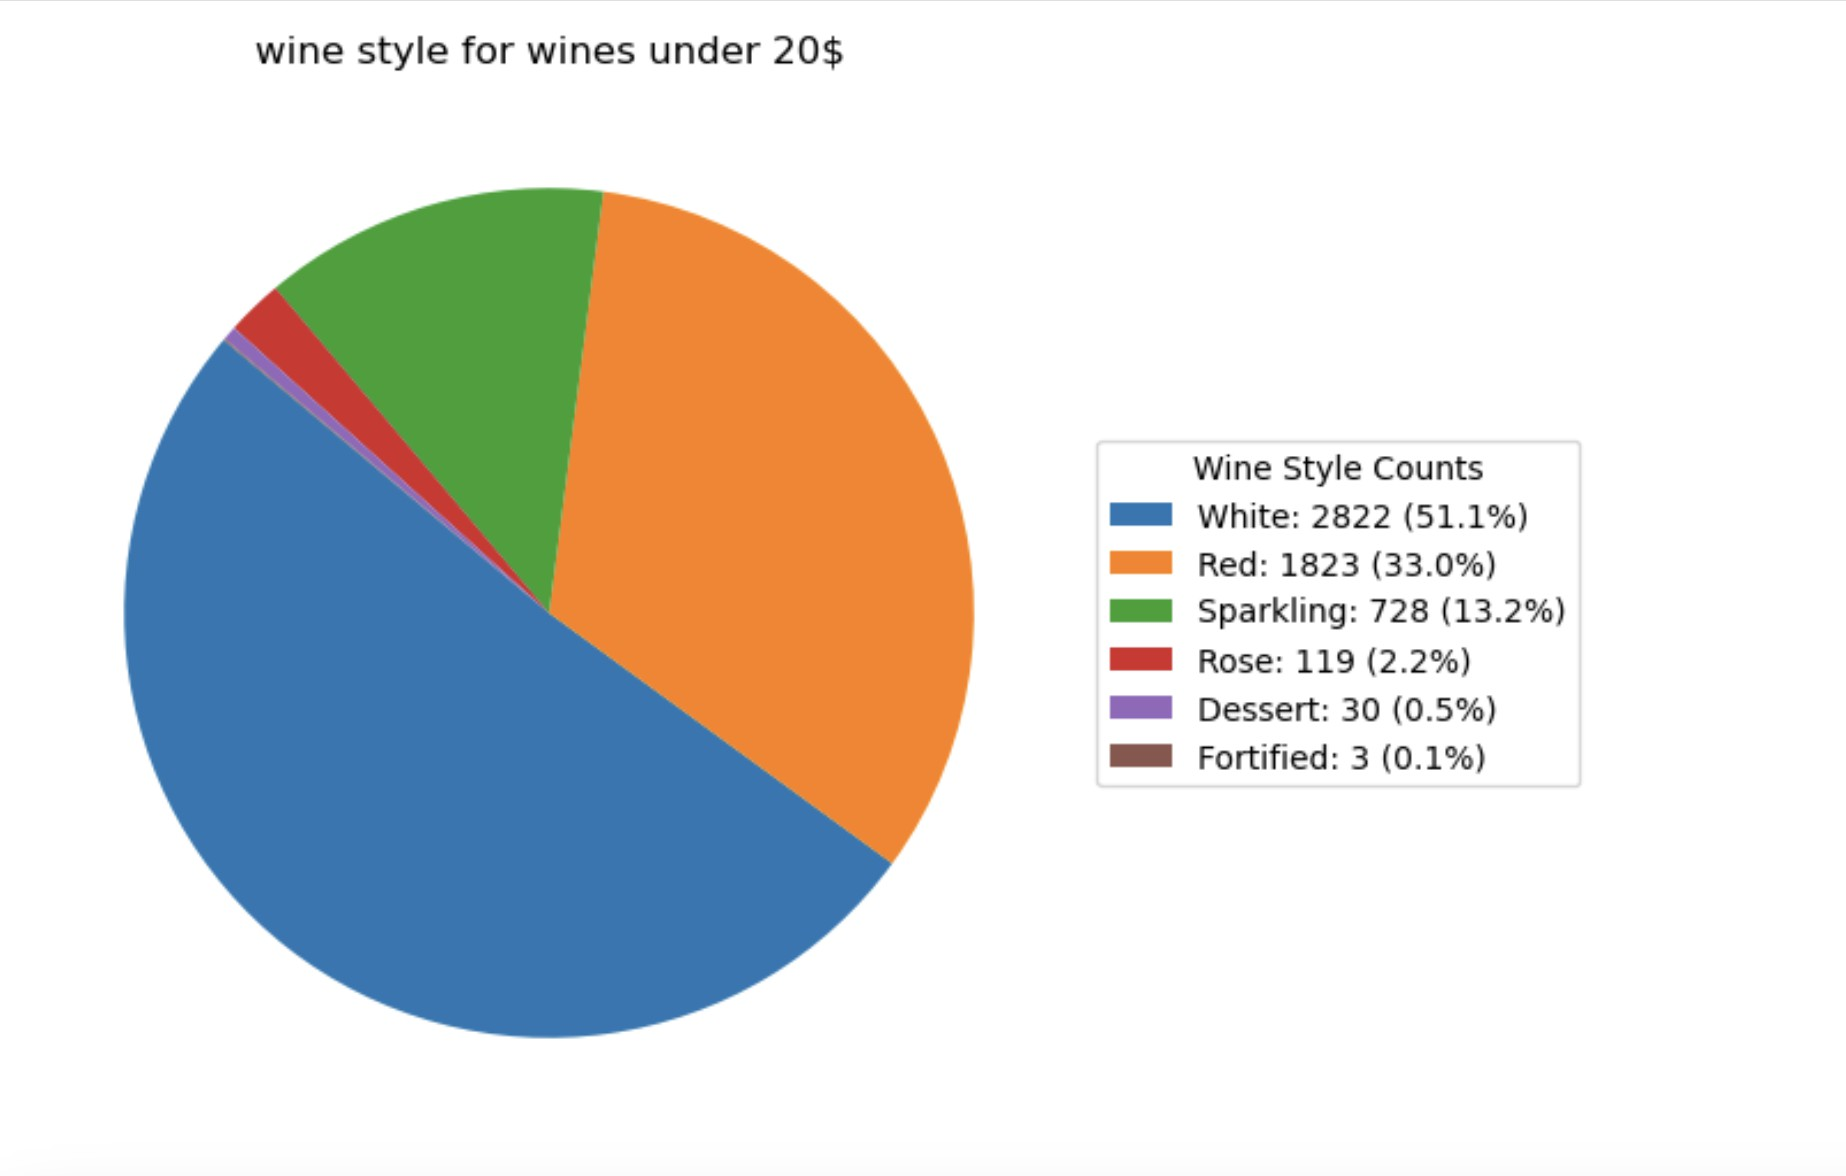 wine style for wines under 20$
Wine Style Counts
White: 2822 (51.1%)
Red: 1823 (33.0%)
Sparkling: 728 (13.2%)
Rose: 119 (2.2%)
Dessert: 30 (0.5%)
Fortified: 3 (0.1%)